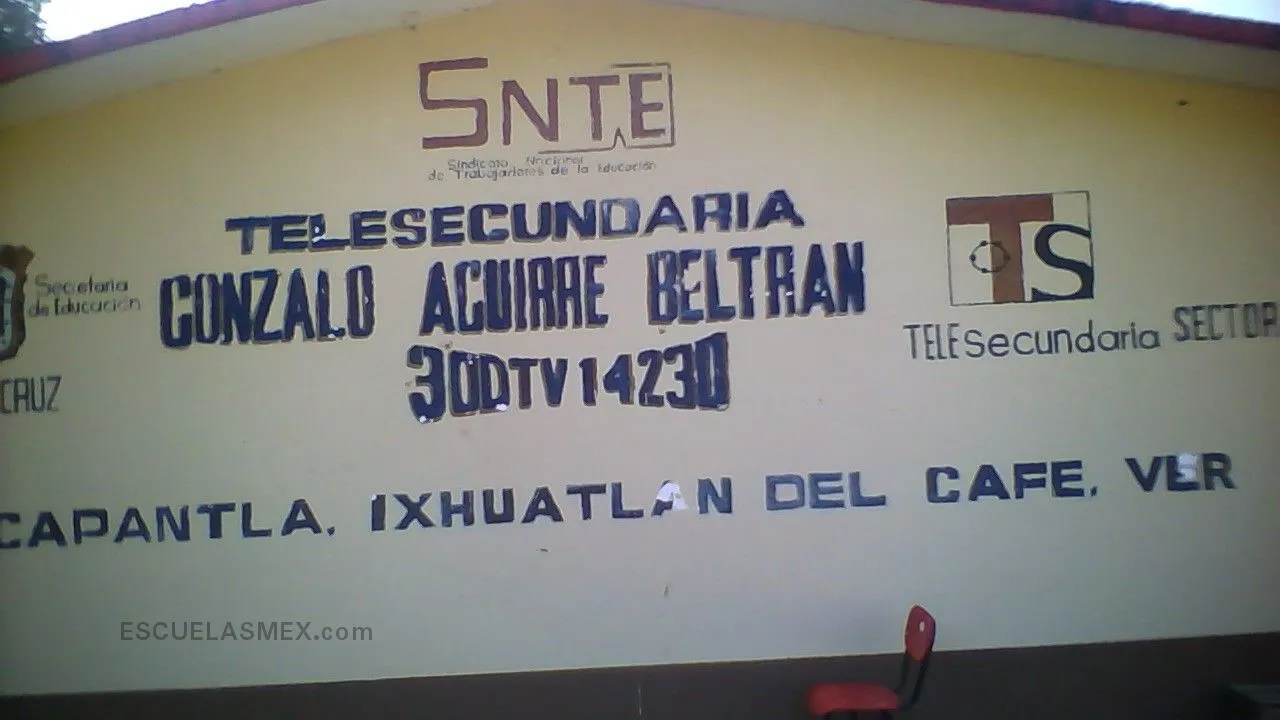 SNTE
Sindicato Nacional
de Trabajadores de la Educación
TELESECUNDARIA
GONZALO AGUIRRE BELTRAN
30DTV1423D
Secretaria
de Educación
CRUZ
TS
TELESecundaria SECTOR
CAPANTLA, IXHUATLAN DEL CAFE, VER
ESCUELASMEX.com